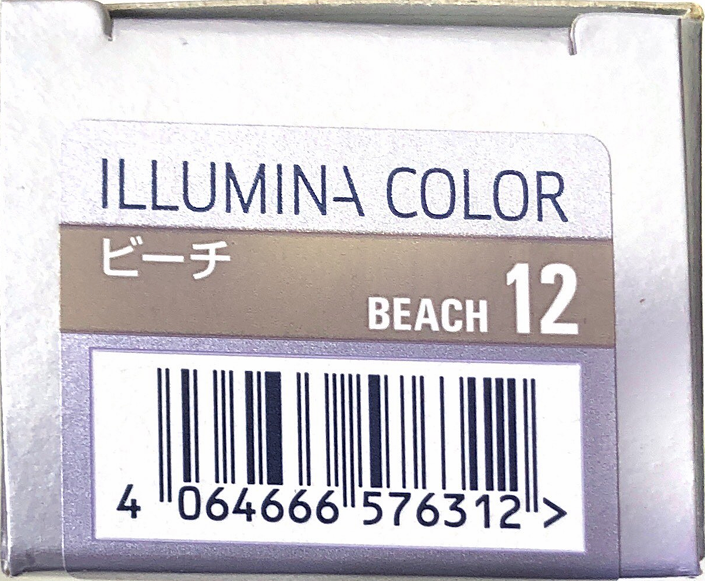 ILLUMINA COLOR
ビーチ
BEACH 12
4 064666 576312 >